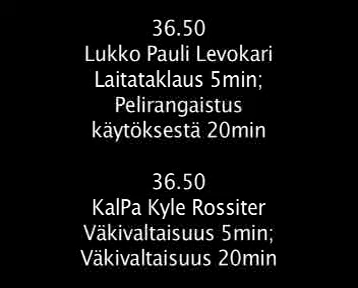 36.50
Lukko Pauli Levokari
Laitataklaus 5min;
Pelirangaistus
käytöksestä 20min
36.50
KalPa Kyle Rossiter
Väkivaltaisuus 5min;
Väkivaltaisuus 20min